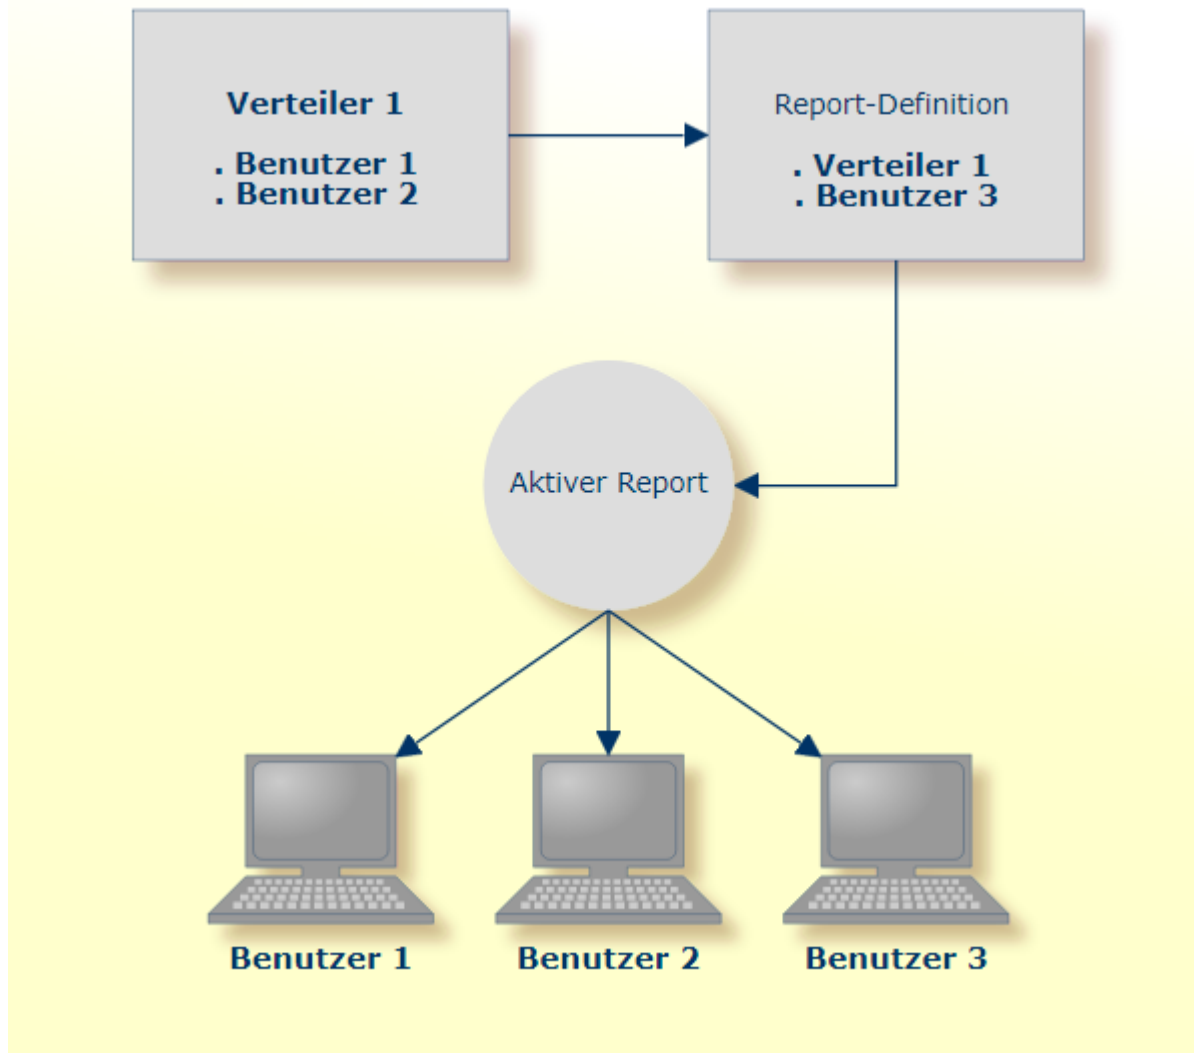 Verteiler 1
. Benutzer 1
. Benutzer 2
Report-Definition
. Verteiler 1
. Benutzer 3
Aktiver Report
Benutzer 1
Benutzer 2
Benutzer 3